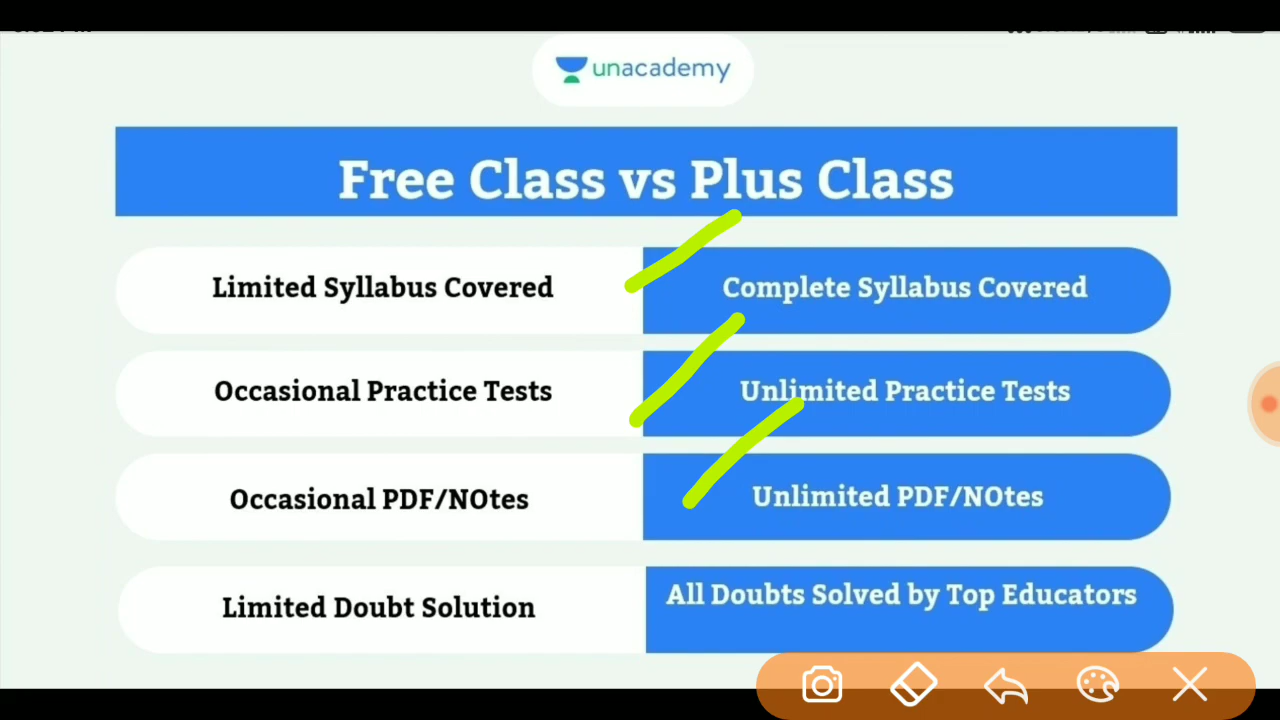 unacademy
Free Class vs Plus Class
Limited Syllabus Covered
Complete Syllabus Covered
Occasional Practice Tests
Unlimited Practice Tests
Occasional PDF/NOtes
Unlimited PDF/NOtes
Limited Doubt Solution
All Doubts Solved by Top Educators